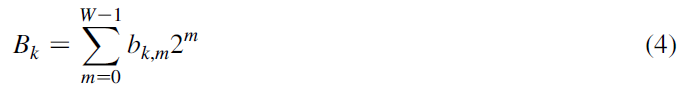 B_k = \sum_{m=0}^{W-1} b_{k,m} 2^m (4)